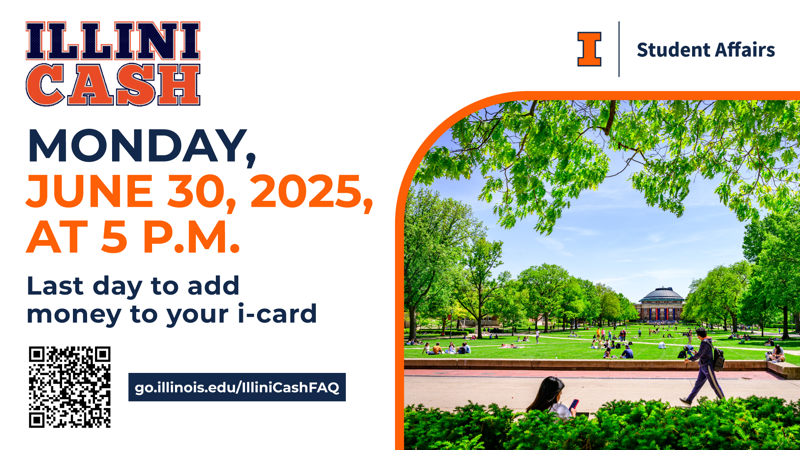 ILLINI
CASH
I
Student Affairs
MONDAY,
JUNE 30, 2025,
AT 5 P.M.
Last day to add
money to your i-card
go.illinois.edu/IlliniCashFAQ